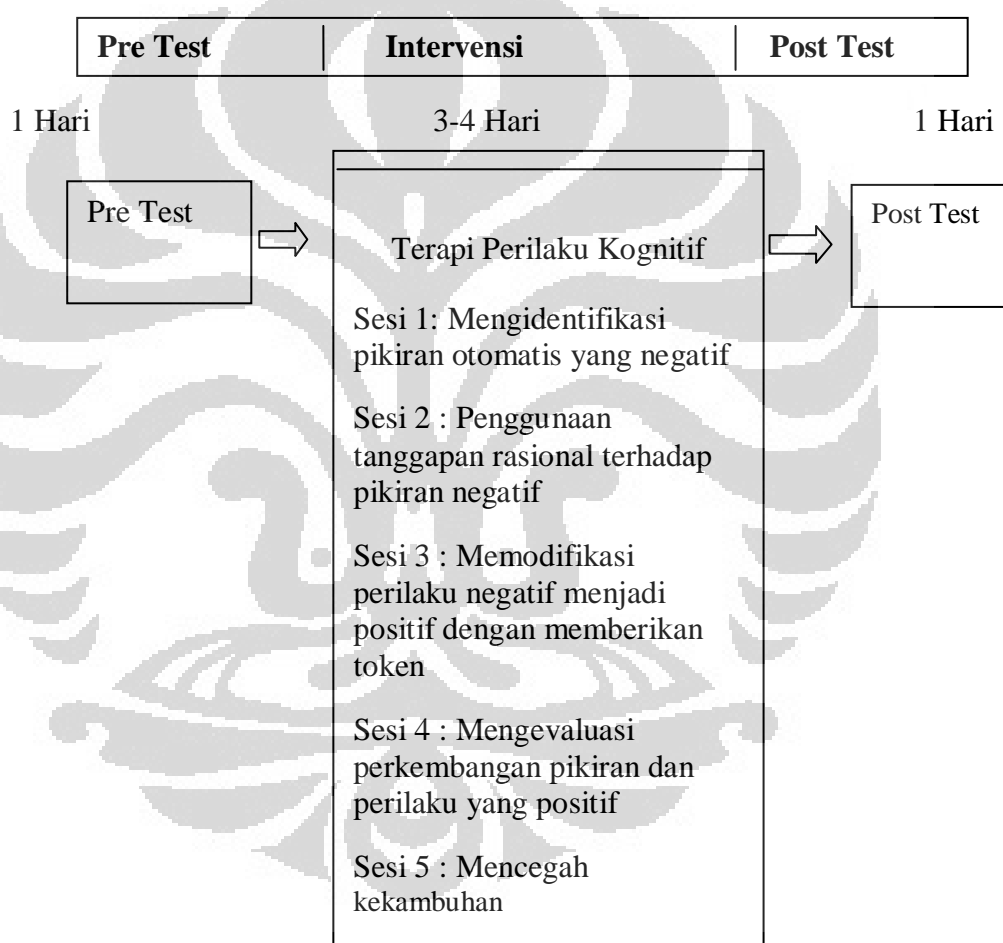 Pre Test Intervensi Post Test
1 Hari 3-4 Hari 1 Hari
Pre Test
Post Test
Terapi Perilaku Kognitif
Sesi 1: Mengidentifikasi
pikiran otomatis yang negatif
Sesi 2 : Penggunaan
tanggapan rasional terhadap
pikiran negatif
Sesi 3 : Memodifikasi
perilaku negatif menjadi
positif dengan memberikan
token
Sesi 4 : Mengevaluasi
perkembangan pikiran dan
perilaku yang positif
Sesi 5 : Mencegah
kekambuhan